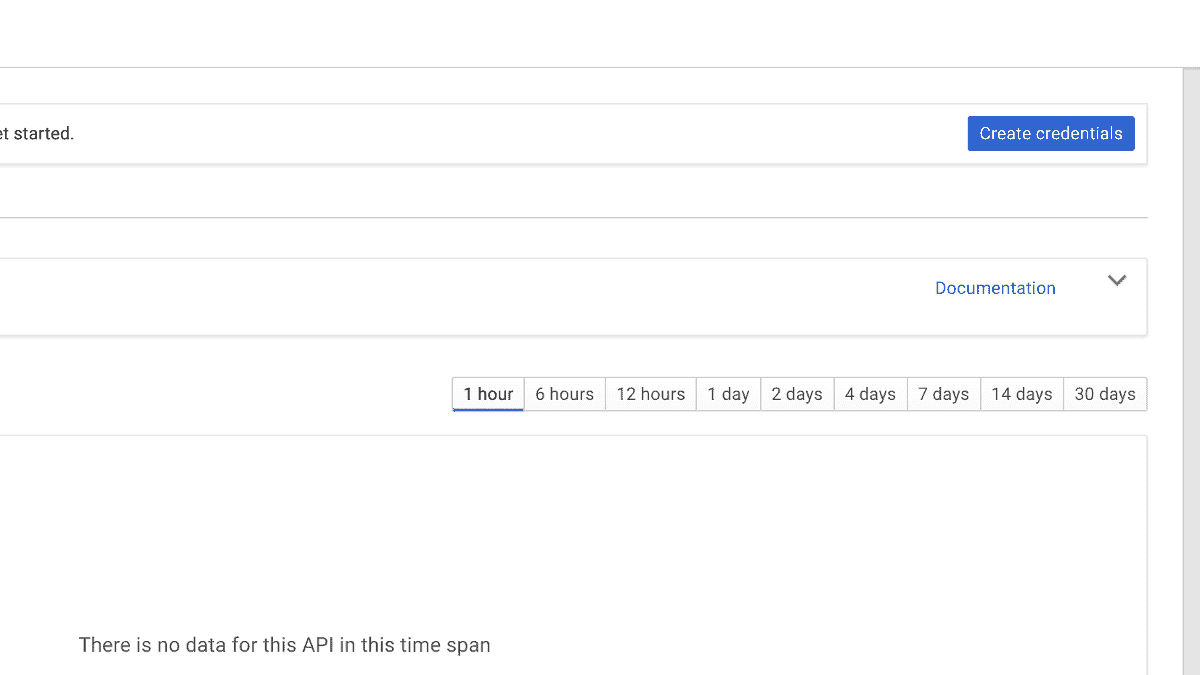 et started.
Create credentials
Documentation
1 hour 6 hours 12 hours 1 day 2 days 4 days 7 days 14 days 30 days
There is no data for this API in this time span